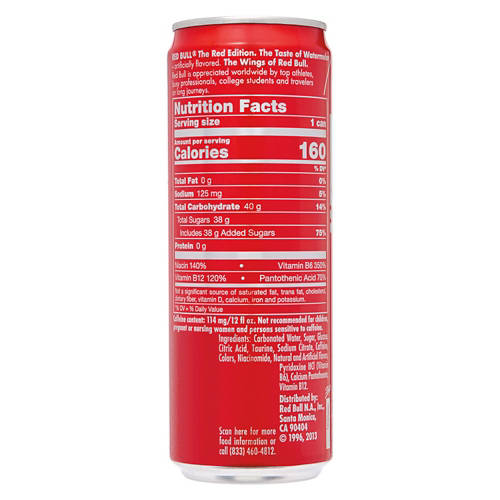 RED BULL® The Red Edition. The Taste of Watermelon
—artificially flavored. The Wings of Red Bull.
Red Bull is appreciated worldwide by top athletes,
busy professionals, college students and travelers
on long journeys.
Nutrition Facts
Serving size 1 can
Amount per serving
Calories 160
% DV*
Total Fat 0 g 0%
Sodium 125 mg 5%
Total Carbohydrate 40 g 14%
Total Sugars 38 g
Includes 38 g Added Sugars 75%
Protein 0 g
Niacin 140% • Vitamin B6 350%
Vitamin B12 120% • Pantothenic Acid 70%
Not a significant source of saturated fat, trans fat, cholesterol,
dietary fiber, vitamin D, calcium, iron and potassium.
*% DV = % Daily Value
Caffeine content: 114 mg/12 fl oz. Not recommended for children,
pregnant or nursing women and persons sensitive to caffeine.
Ingredients: Carbonated Water, Sugar, Glucose,
Citric Acid, Taurine, Sodium Citrate, Caffeine,
Colors, Niacinamide, Natural and Artificial Flavors,
Pyridoxine HCl (Vitamin
B6), Calcium Pantothenate,
Vitamin B12.
Distributed by:
Red Bull N.A., Inc.,
Santa Monica,
CA 90404
© 1996, 2013
Scan here for more
food information or
call (833) 460-4812.